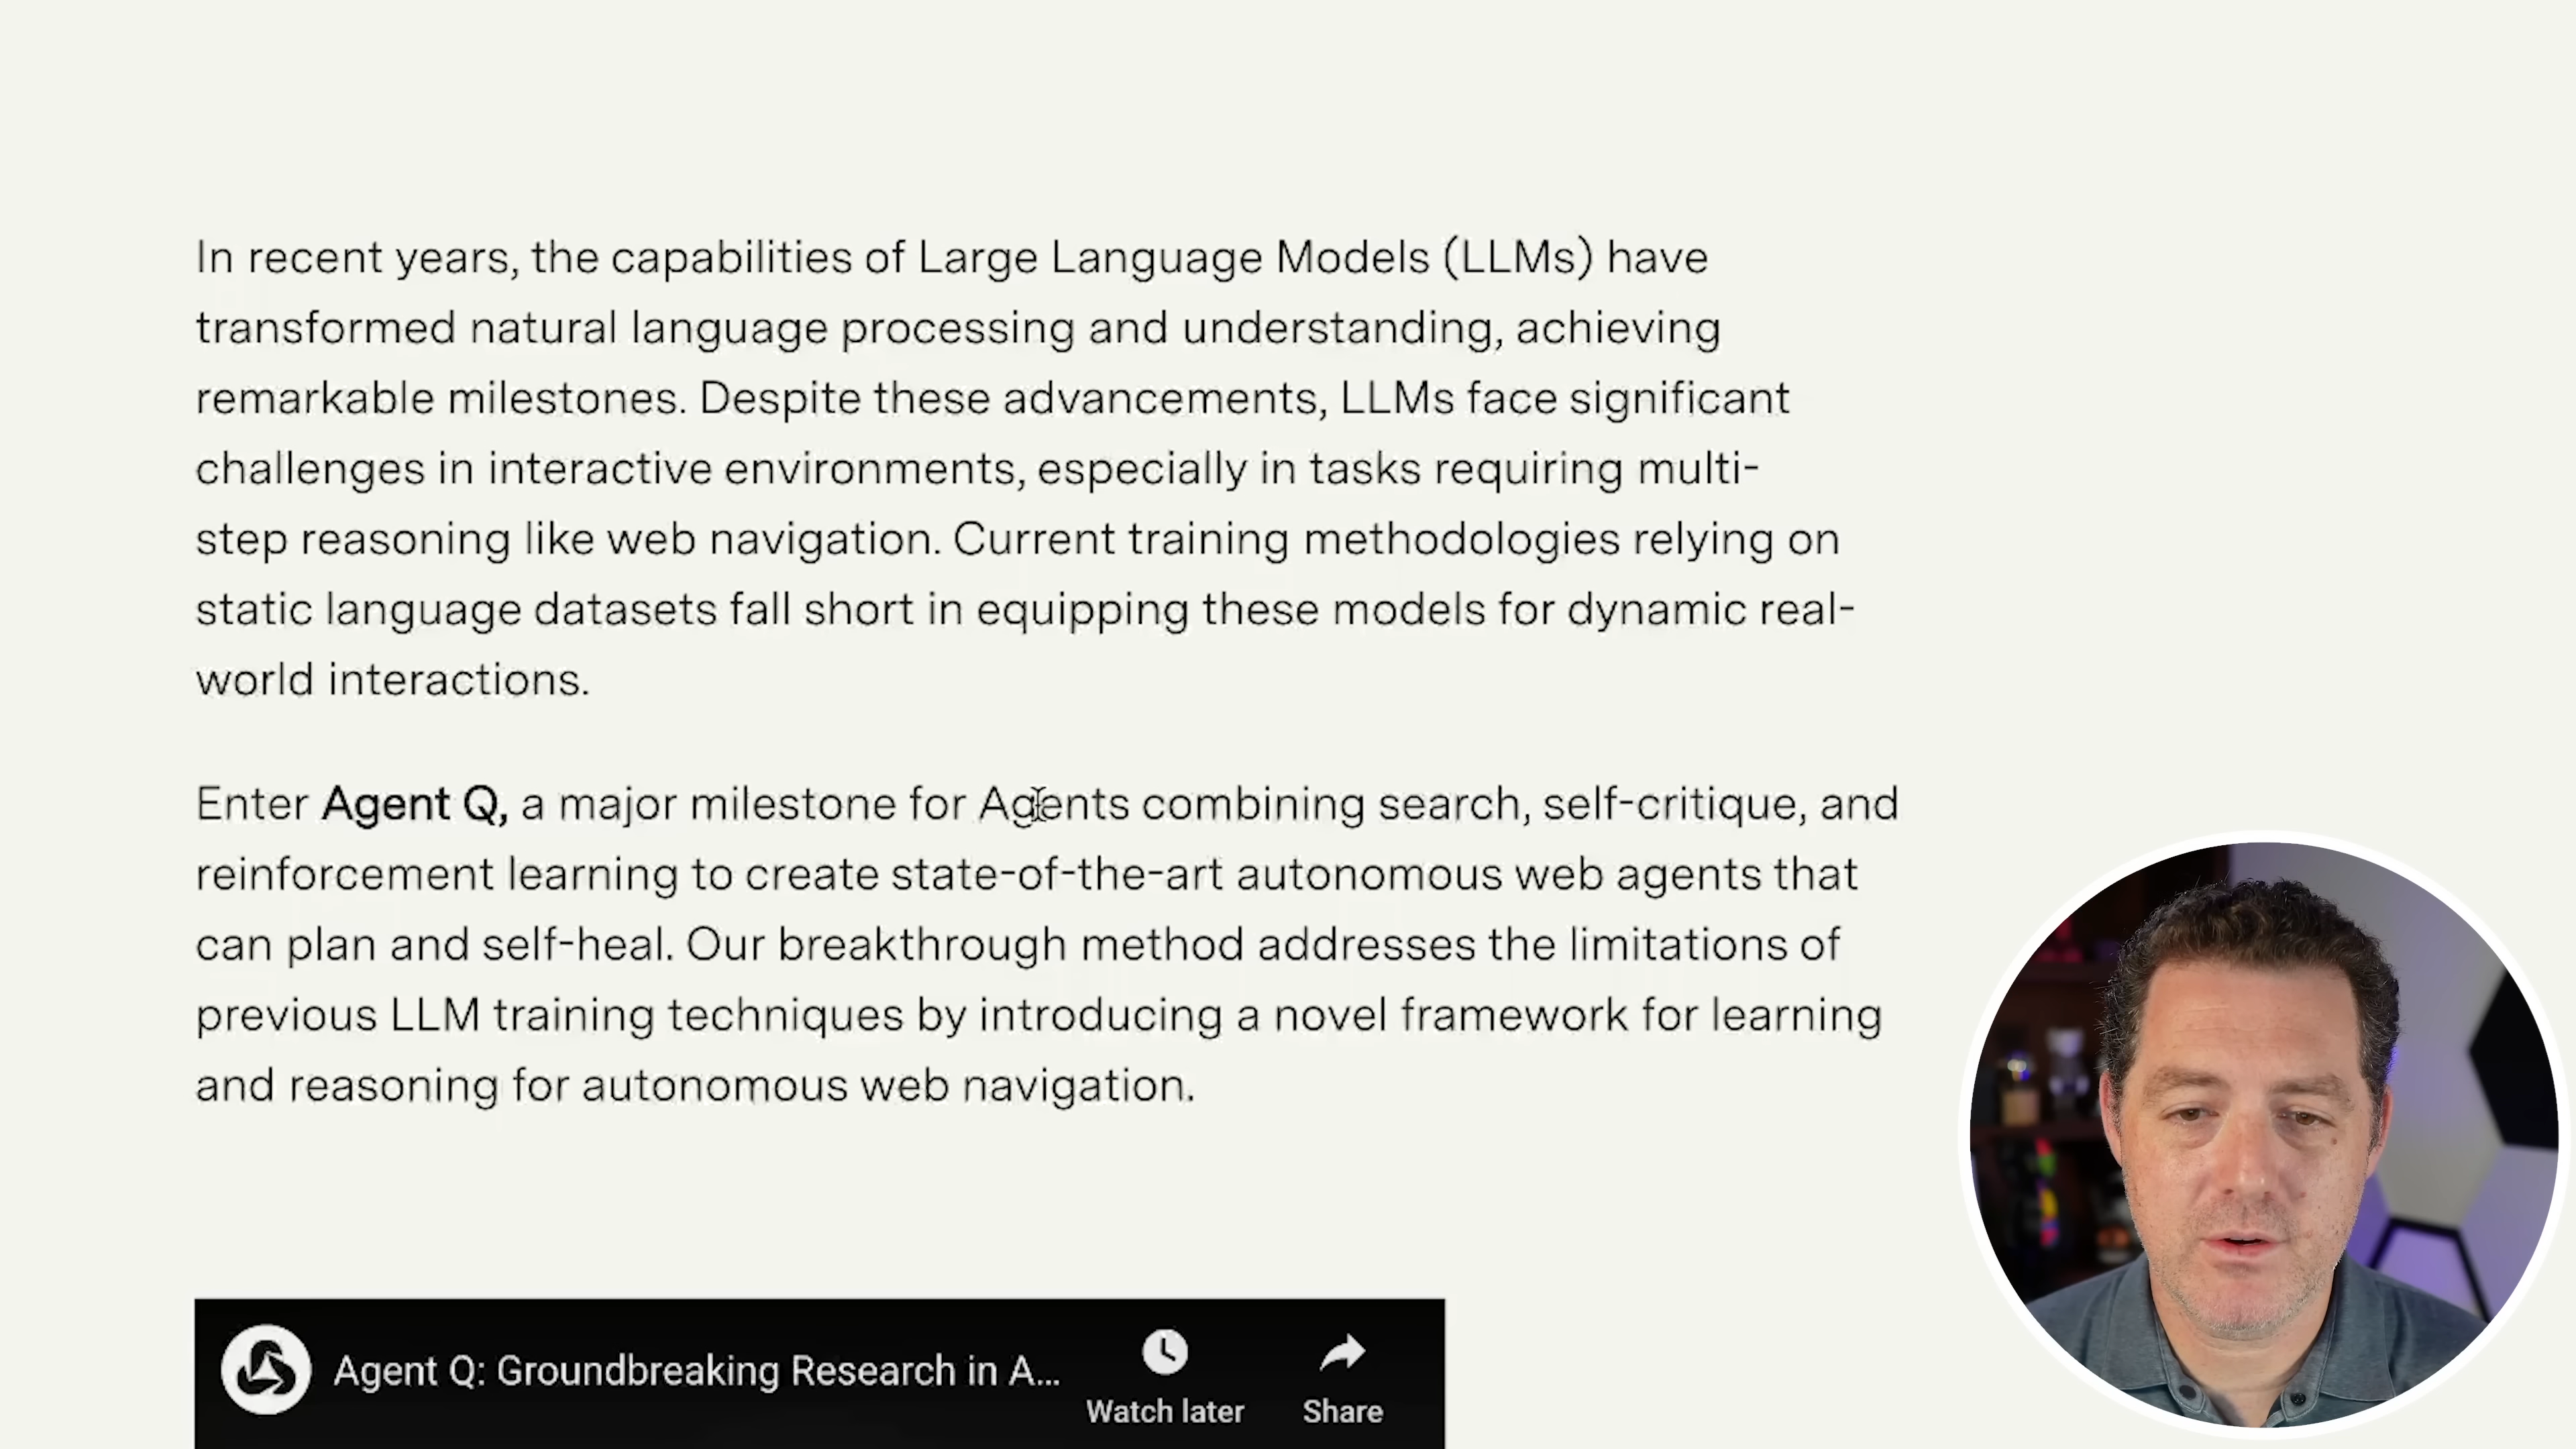 In recent years, the capabilities of Large Language Models (LLMs) have
transformed natural language processing and understanding, achieving
remarkable milestones. Despite these advancements, LLMs face significant
challenges in interactive environments, especially in tasks requiring multi-
step reasoning like web navigation. Current training methodologies relying on
static language datasets fall short in equipping these models for dynamic real-
world interactions.
Enter Agent Q, a major milestone for Agents combining search, self-critique, and
reinforcement learning to create state-of-the-art autonomous web agents that
can plan and self-heal. Our breakthrough method addresses the limitations of
previous LLM training techniques by introducing a novel framework for learning
and reasoning for autonomous web navigation.
Agent Q: Groundbreaking Research in A...
Watch later
Share